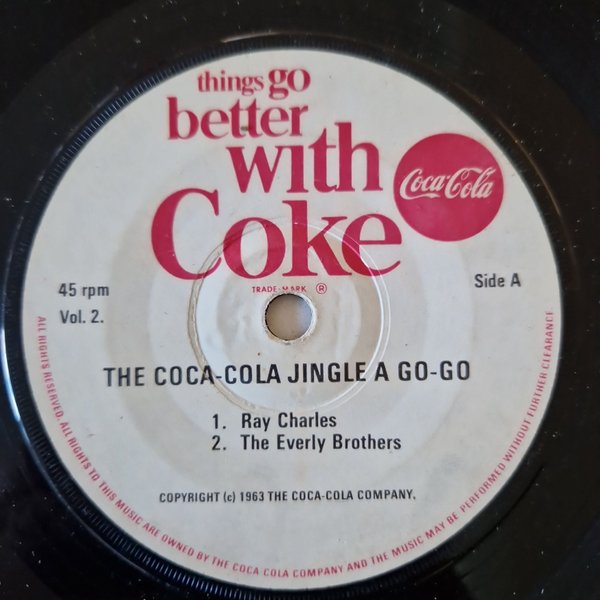 things go
better
with
Coke
Coca-Cola
TRADE-MARK ®
45 rpm
Vol. 2.
Side A
THE COCA-COLA JINGLE A GO-GO
1. Ray Charles
2. The Everly Brothers
COPYRIGHT (c) 1963 THE COCA-COLA COMPANY.
ALL RIGHTS RESERVED. ALL RIGHTS TO THIS MUSIC ARE OWNED BY THE COCA COLA COMPANY AND THE MUSIC MAY BE PERFORMED WITHOUT FURTHER CLEARANCE.